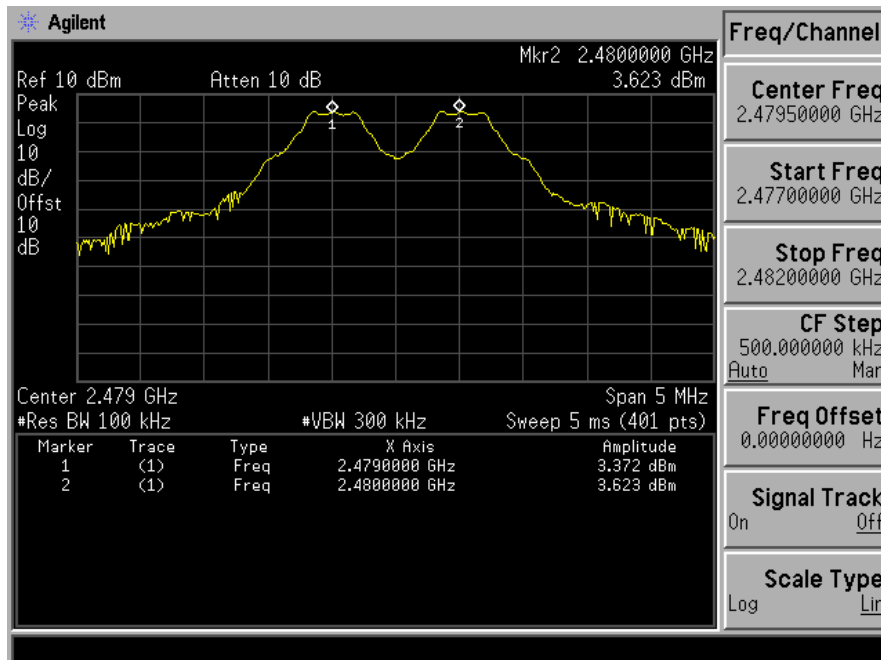 Agilent
Mkr2 2.4800000 GHz
Ref 10 dBm Atten 10 dB 3.623 dBm
Peak
Log
10
dB/
Offst
10
dB
1 2
Center 2.479 GHz Span 5 MHz
#Res BW 100 kHz #VBW 300 kHz Sweep 5 ms (401 pts)
Marker Trace Type X Axis Amplitude
1 (1) Freq 2.4790000 GHz 3.372 dBm
2 (1) Freq 2.4800000 GHz 3.623 dBm
Freq/Channel
Center Freq
2.47950000 GHz
Start Freq
2.47700000 GHz
Stop Freq
2.48200000 GHz
CF Step
500.000000 kHz
Auto Man
Freq Offset
0.00000000 Hz
Signal Track
On Off
Scale Type
Log Lin